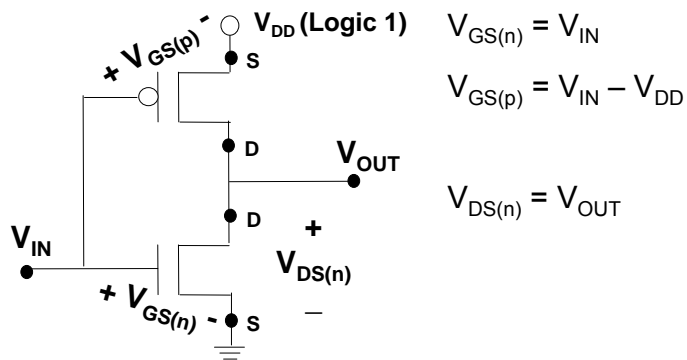 V_DD (Logic 1)
S
+ V_GS(p) -
D
V_OUT
D
V_IN
+
V_DS(n)
–
+ V_GS(n) -
S
V_GS(n) = V_IN
V_GS(p) = V_IN – V_DD
V_DS(n) = V_OUT